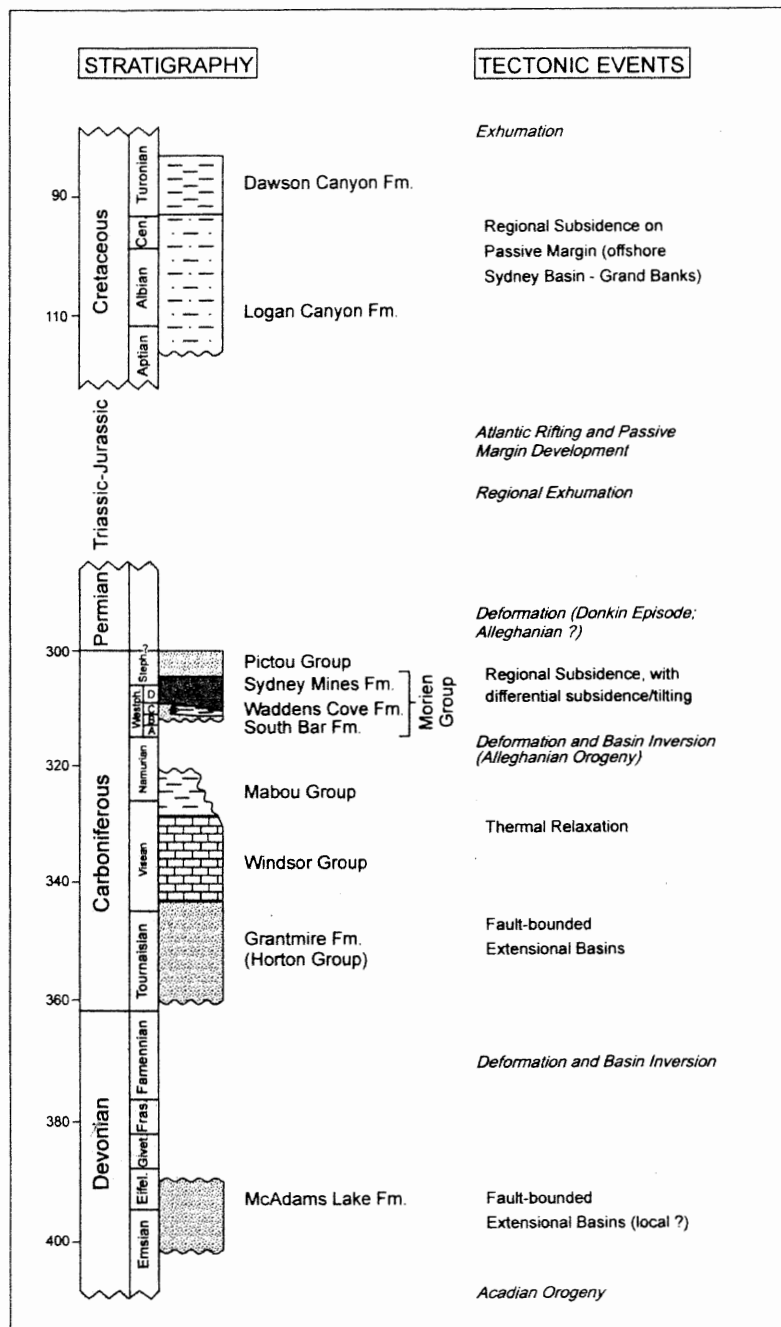 STRATIGRAPHY
TECTONIC EVENTS
Exhumation
90
110
Cretaceous
Turonian
Cen.
Albian
Aptian
Dawson Canyon Fm.
Logan Canyon Fm.
Regional Subsidence on
Passive Margin (offshore
Sydney Basin - Grand Banks)
Triassic-Jurassic
Atlantic Rifting and Passive
Margin Development
Regional Exhumation
Permian
Deformation (Donkin Episode;
Alleghanian ?)
300
320
340
360
Carboniferous
Steph.
?
Westph.
D
C
B
A
Namurian
Visean
Tournaisian
Pictou Group
Sydney Mines Fm.
Waddens Cove Fm.
South Bar Fm.
Morien
Group
Mabou Group
Windsor Group
Grantmire Fm.
(Horton Group)
Regional Subsidence, with
differential subsidence/tilting
Deformation and Basin Inversion
(Alleghanian Orogeny)
Thermal Relaxation
Fault-bounded
Extensional Basins
380
400
Devonian
Famennian
Fras.
Givet.
Eifel.
Emsian
McAdams Lake Fm.
Deformation and Basin Inversion
Fault-bounded
Extensional Basins (local ?)
Acadian Orogeny